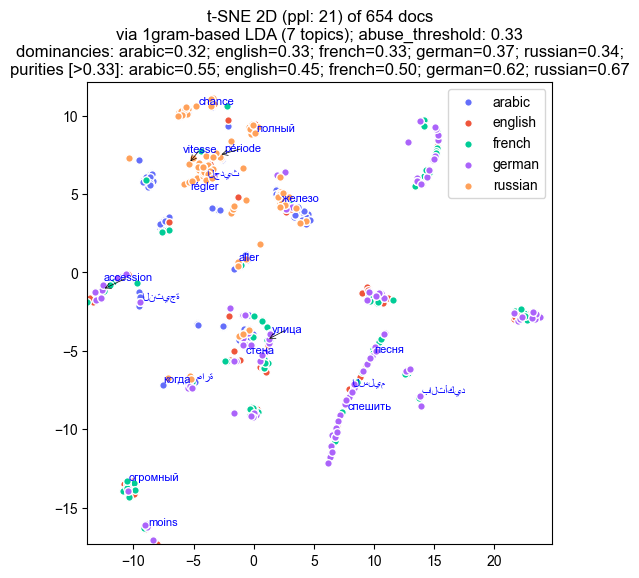 t-SNE 2D (ppl: 21) of 654 docs
via 1gram-based LDA (7 topics); abuse_threshold: 0.33
dominancies: arabic=0.32; english=0.33; french=0.33; german=0.37; russian=0.34;
purities [>0.33]: arabic=0.55; english=0.45; french=0.50; german=0.62; russian=0.67
arabic
english
french
german
russian
chance
полный
vitesse
période
régler
железо
aller
accession
улица
стена
песня
когда
спешить
огромный
moins
10
5
0
−5
−10
−15
−10
−5
0
5
10
15
20